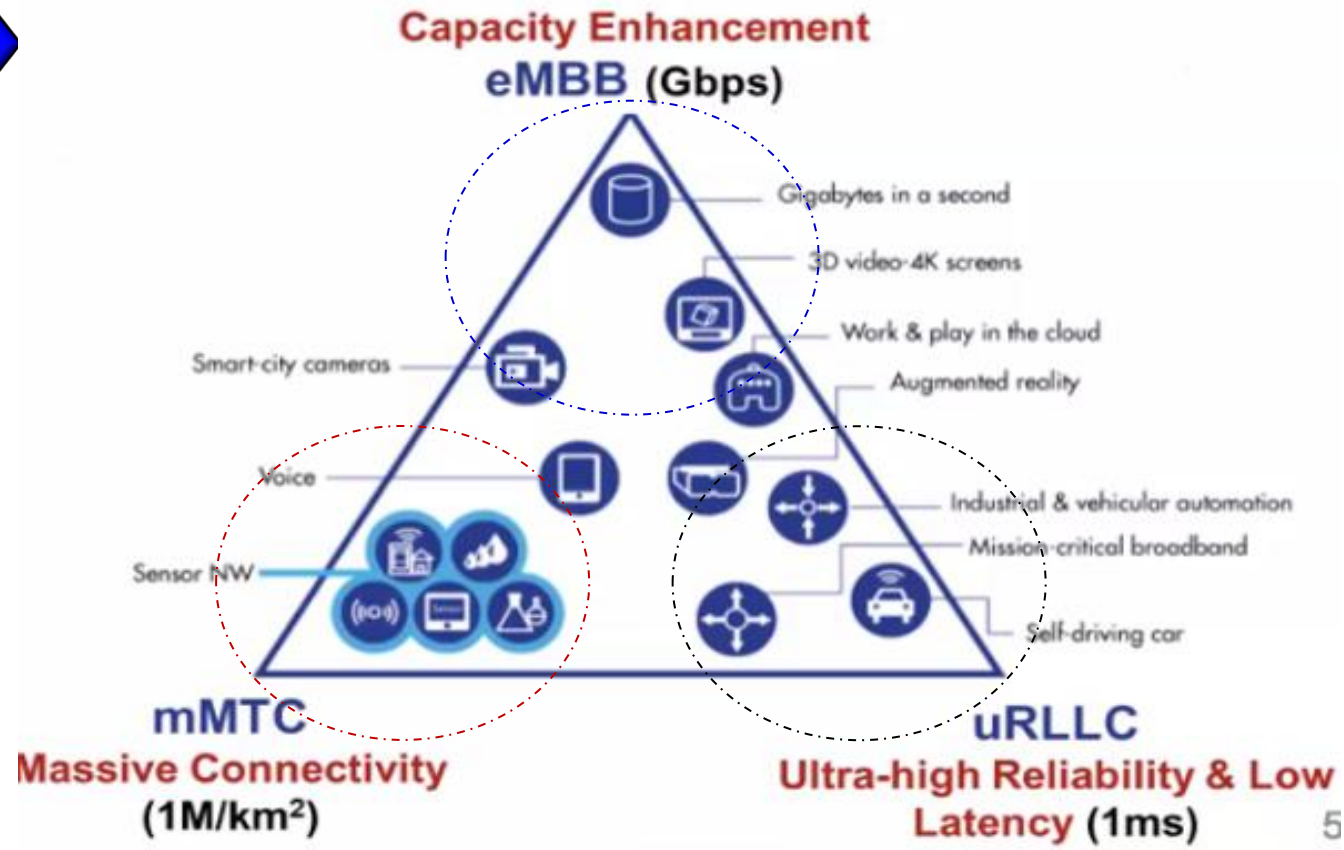 Capacity Enhancement
eMBB (Gbps)
Gigabytes in a second
3D video-4K screens
Work & play in the cloud
Smart-city cameras
Augmented reality
Voice
Industrial & vehicular automation
Mission-critical broadband
Sensor NW
Sensor
Self-driving car
mMTC
Massive Connectivity
(1M/km²)
uRLLC
Ultra-high Reliability & Low
Latency (1ms)
5